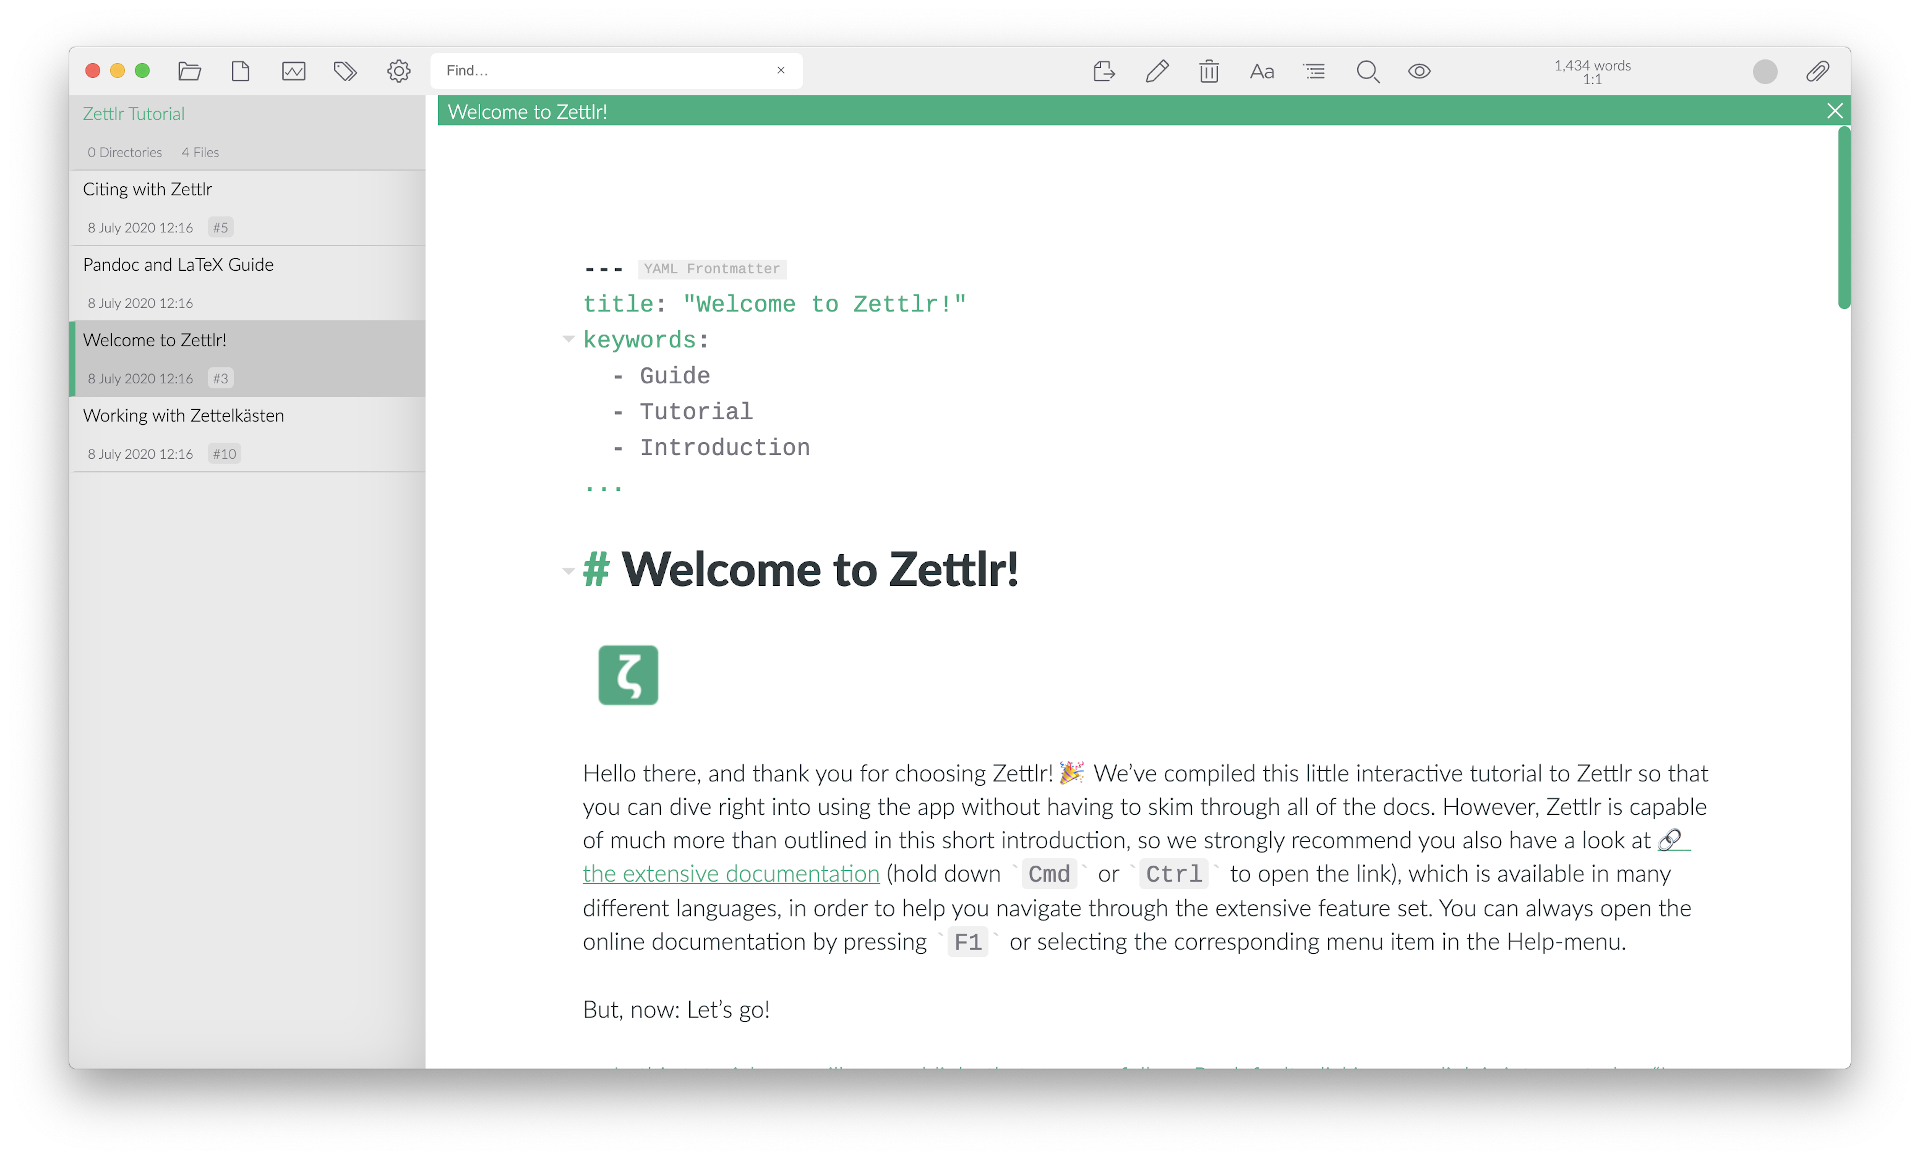 Find...
×
Aa
1,434 words
1:1
Zettlr Tutorial
0 Directories 4 Files
Citing with Zettlr
8 July 2020 12:16 #5
Pandoc and LaTeX Guide
8 July 2020 12:16
Welcome to Zettlr!
8 July 2020 12:16 #3
Working with Zettelkästen
8 July 2020 12:16 #10
Welcome to Zettlr!
--- YAML Frontmatter
title: "Welcome to Zettlr!"
keywords:
- Guide
- Tutorial
- Introduction
...
# Welcome to Zettlr!
ζ
Hello there, and thank you for choosing Zettlr! 🎉 We’ve compiled this little interactive tutorial to Zettlr so that
you can dive right into using the app without having to skim through all of the docs. However, Zettlr is capable
of much more than outlined in this short introduction, so we strongly recommend you also have a look at 🔗
the extensive documentation (hold down `Cmd` or `Ctrl` to open the link), which is available in many
different languages, in order to help you navigate through the extensive feature set. You can always open the
online documentation by pressing `F1` or selecting the corresponding menu item in the Help-menu.
But, now: Let’s go!